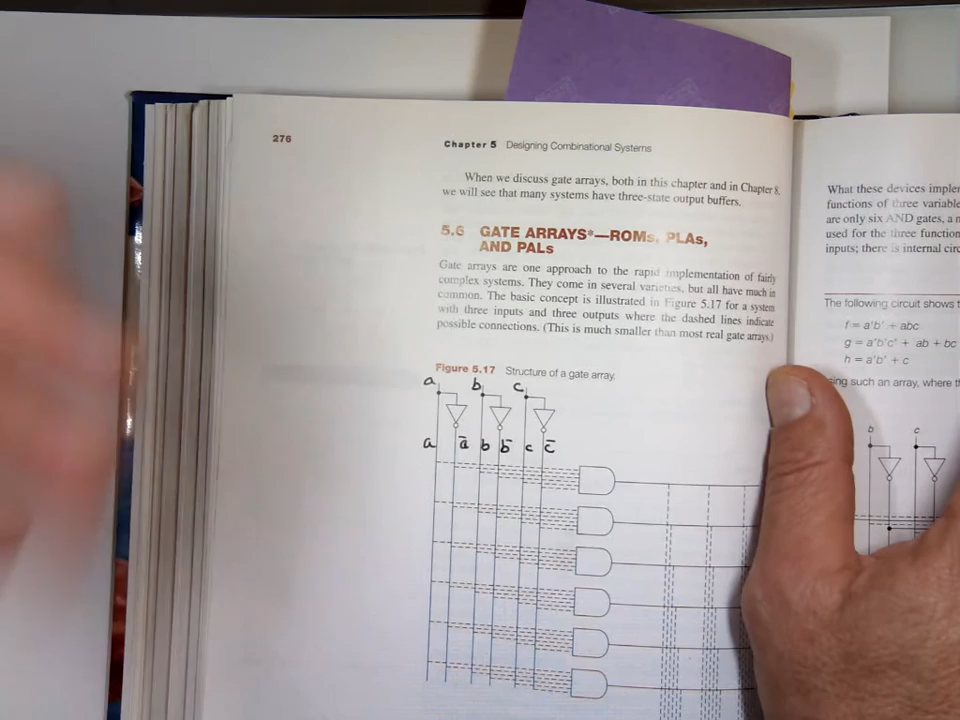 276
Chapter 5 Designing Combinational Systems
When we discuss gate arrays, both in this chapter and in Chapter 8,
we will see that many systems have three-state output buffers.
5.6 GATE ARRAYS*—ROMs, PLAs,
AND PALs
Gate arrays are one approach to the rapid implementation of fairly
complex systems. They come in several varieties, but all have much in
common. The basic concept is illustrated in Figure 5.17 for a system
with three inputs and three outputs where the dashed lines indicate
possible connections. (This is much smaller than most real gate arrays.)
Figure 5.17 Structure of a gate array.
a b c
a a̅ b b̅ c c̅
What these devices
functions of three
are only six AND gates, a
used for the three
inputs; there is internal
The following circuit shows
f = a'b' + abc
g = a'b'c' + ab + bc
h = a'b' + c
such an array, where
b c